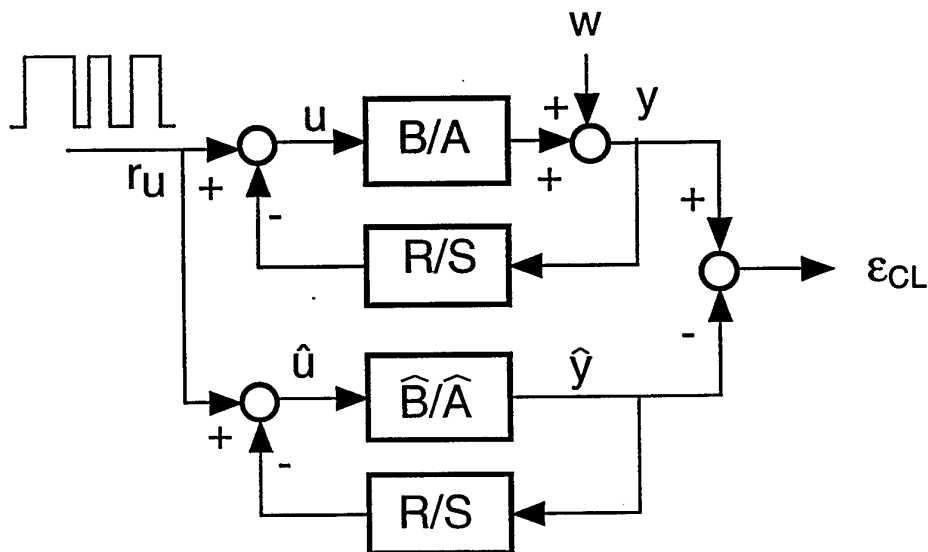 w
u
B/A
+
+
y
r_u
+
-
R/S
+
ε_CL
-
û
B̂/Â
ŷ
+
-
R/S